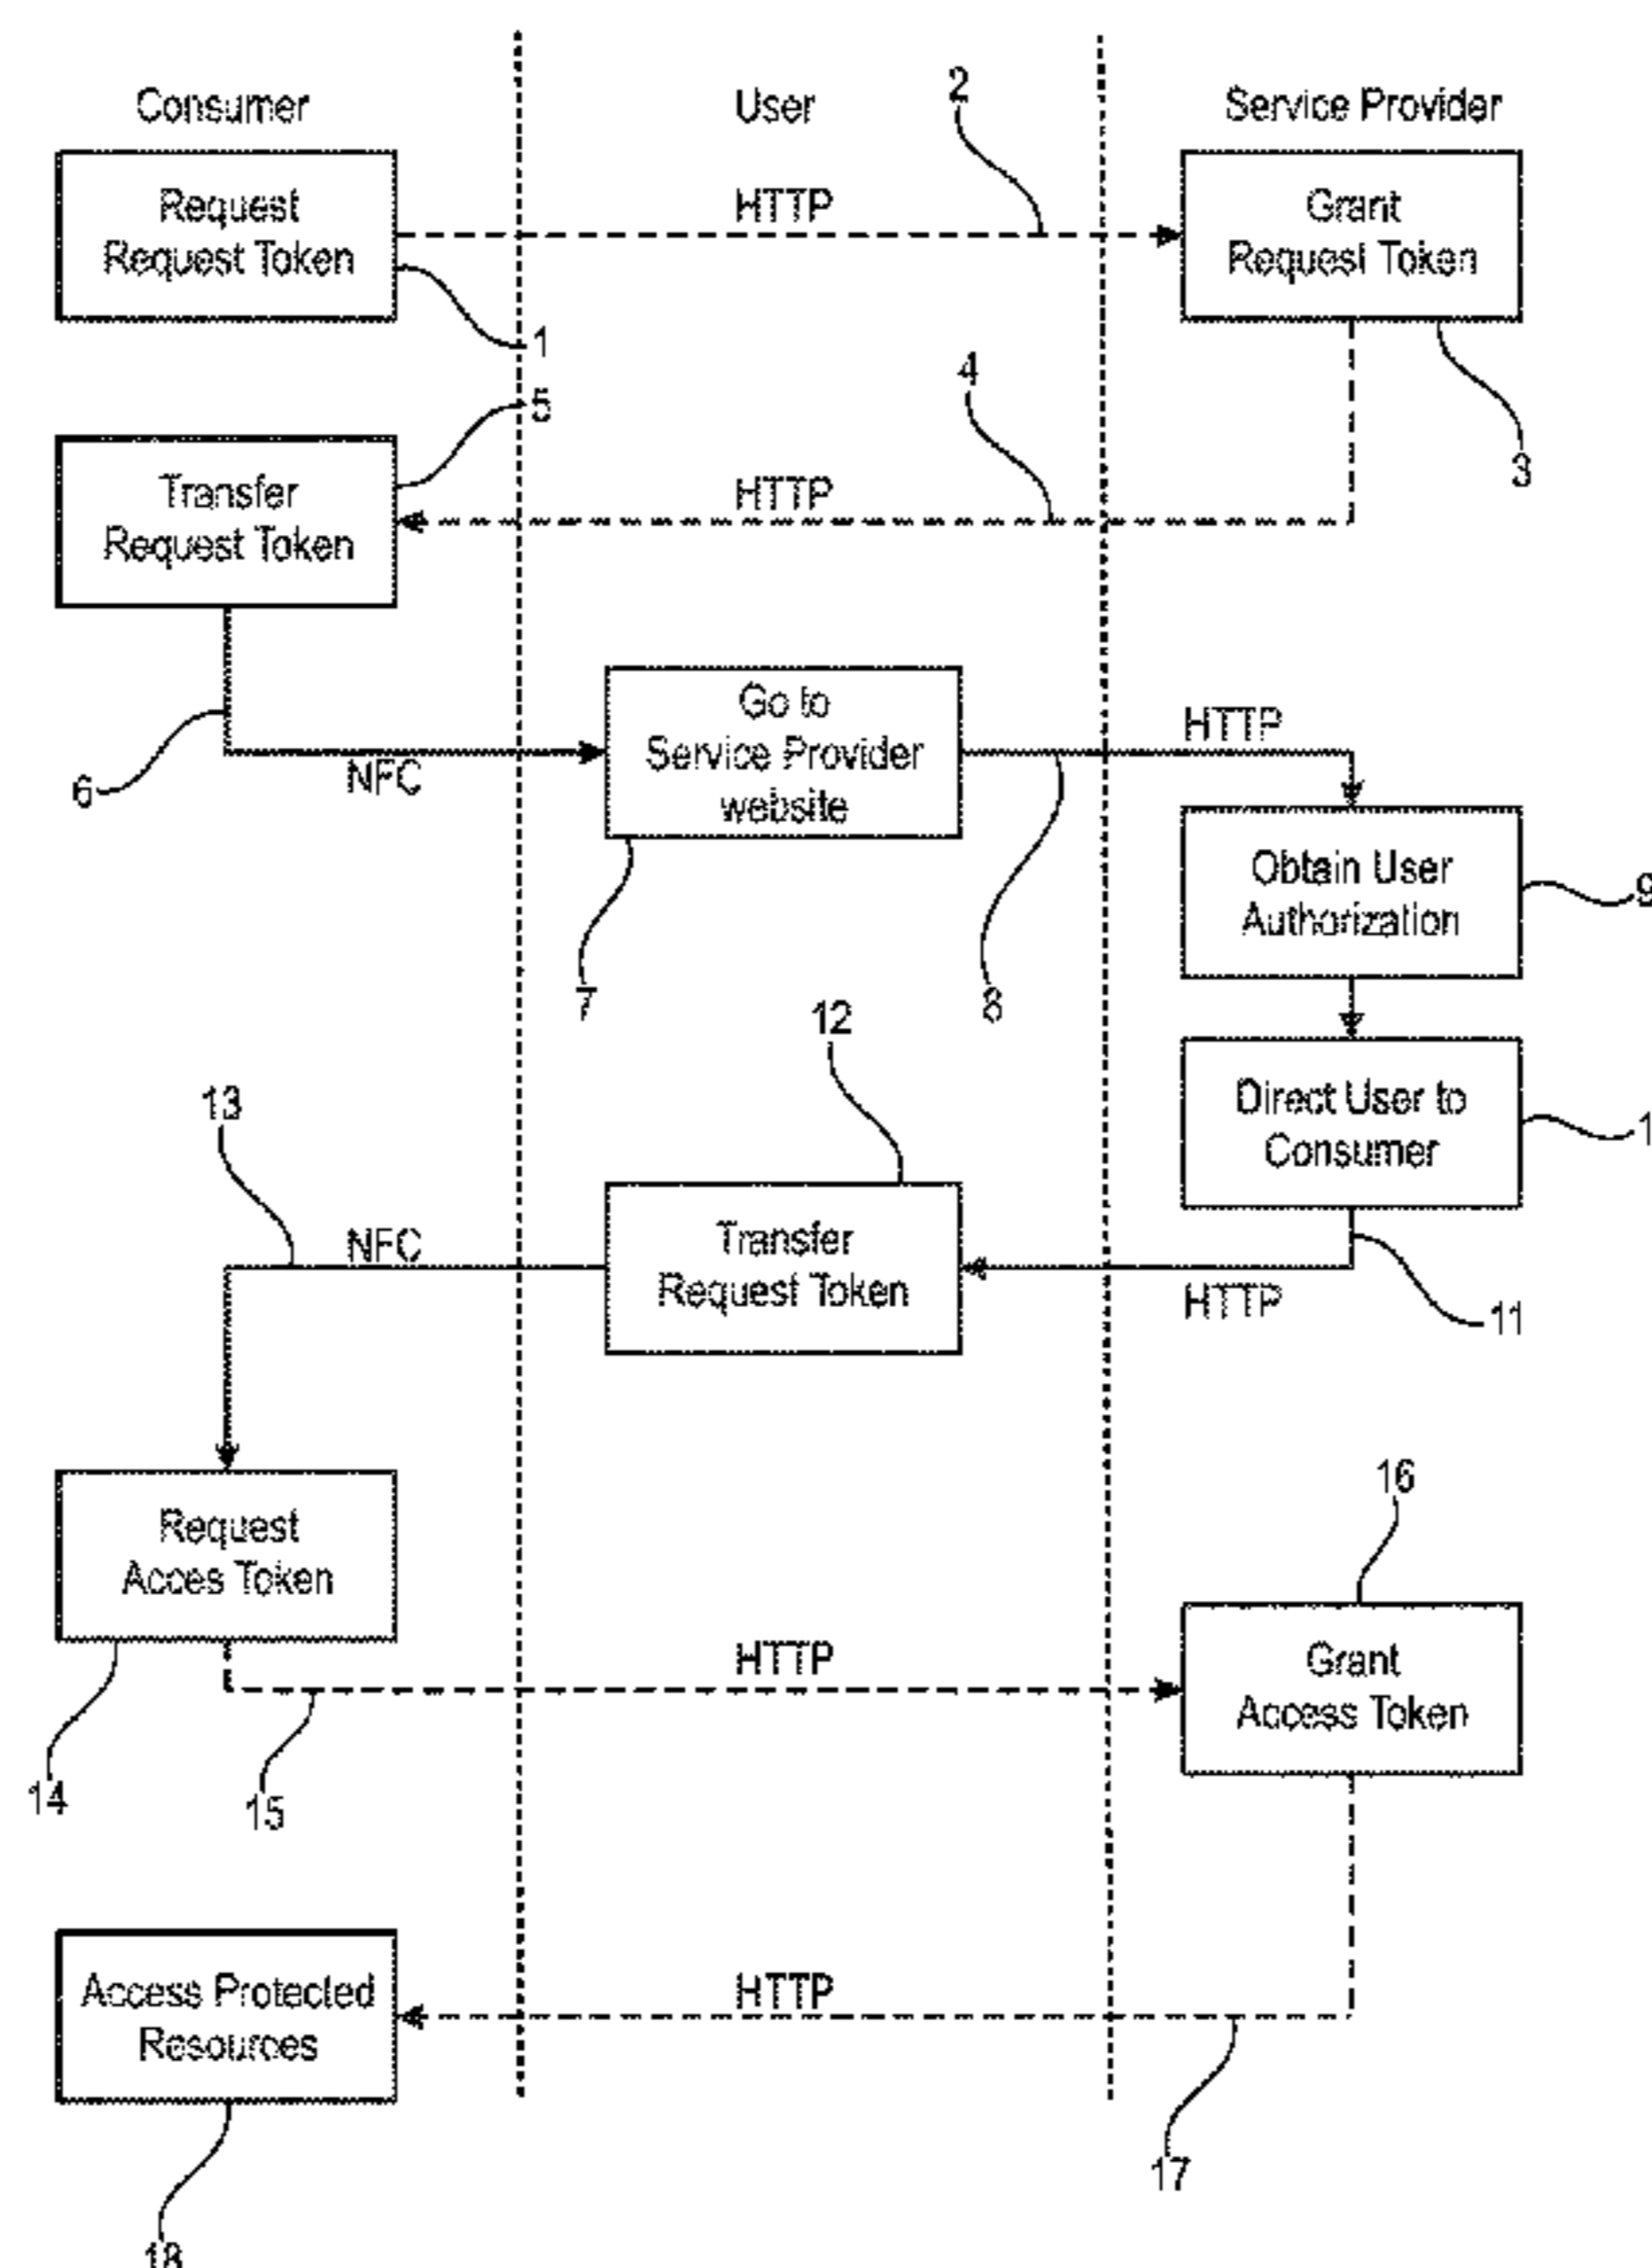 Consumer
User
Service Provider
2
Request
Request Token
HTTP
Grant
Request Token
1
4
5
3
Transfer
Request Token
HTTP
6
NFC
Go to
Service Provider
website
HTTP
Obtain User
Authorization
9
7
8
12
13
Direct User to
Consumer
1
NFC
Transfer
Request Token
HTTP
11
16
Request
Acces Token
HTTP
Grant
Access Token
14
15
Access Protected
Resources
HTTP
17
18